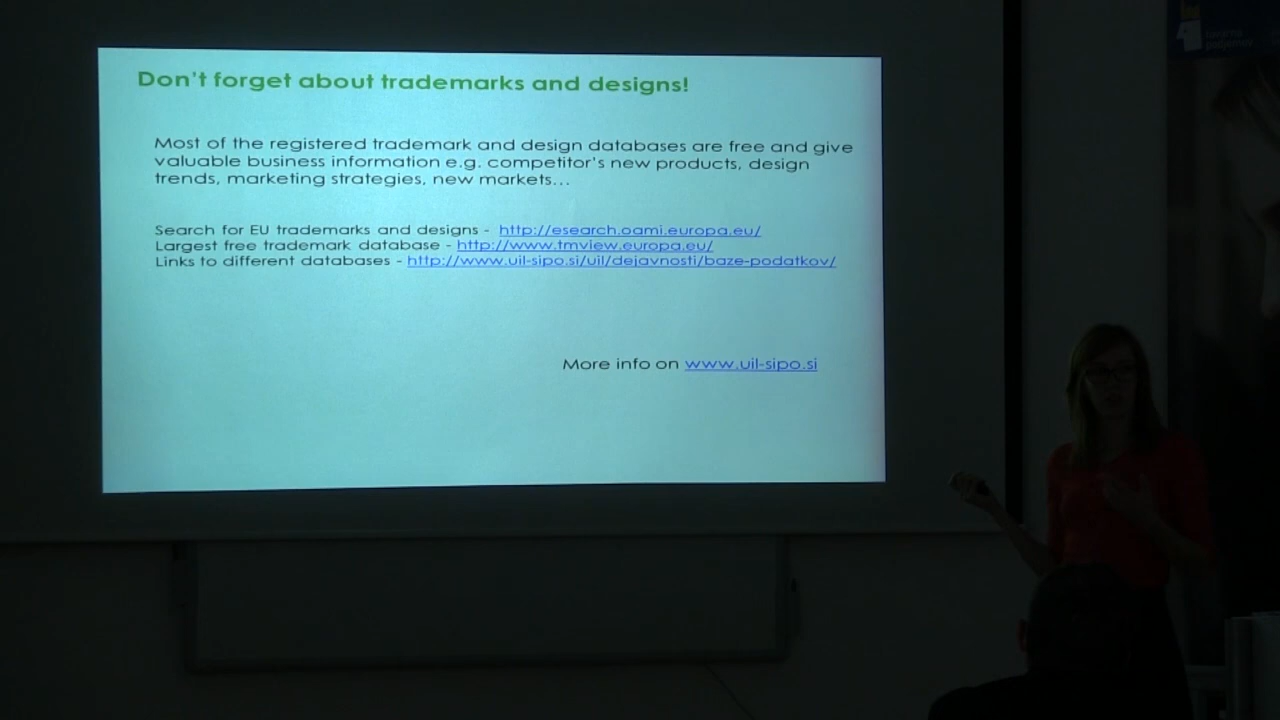 Don't forget about trademarks and designs!
Most of the registered trademark and design databases are free and give
valuable business information e.g. competitor's new products, design
trends, marketing strategies, new markets...
Search for EU trademarks and designs - http://esearch.oami.europa.eu/
Largest free trademark database - http://www.tmview.europa.eu/
Links to different databases - http://www.uil-sipo.si/uil/dejavnosti/baze-podatkov/
More info on www.uil-sipo.si